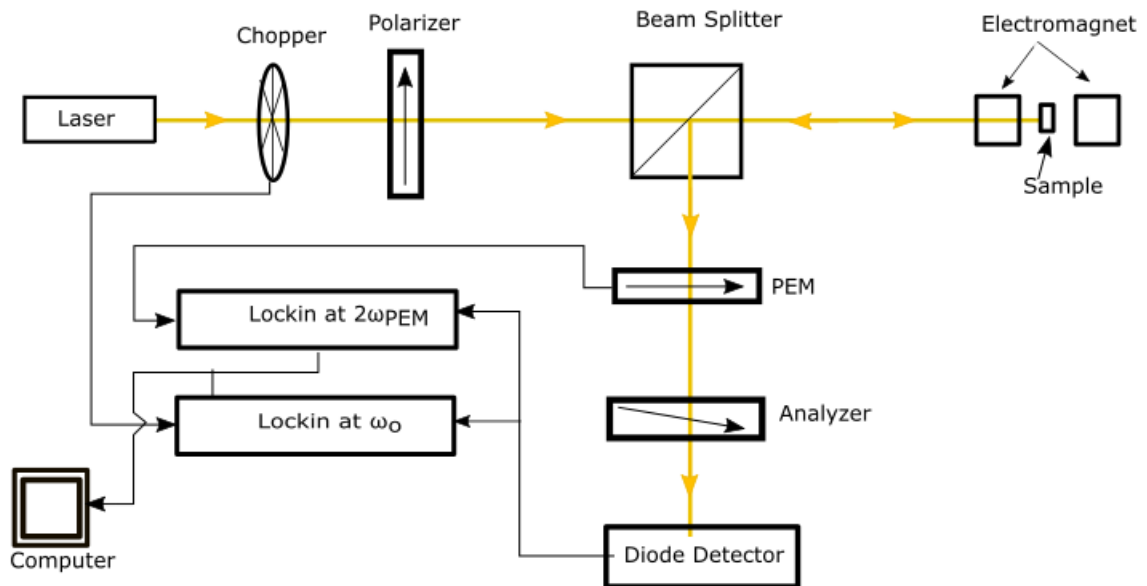 Beam Splitter
Electromagnet
Polarizer
Chopper
Laser
Sample
PEM
Lockin at 2ωPEM
Lockin at ωo
Analyzer
Diode Detector
Computer